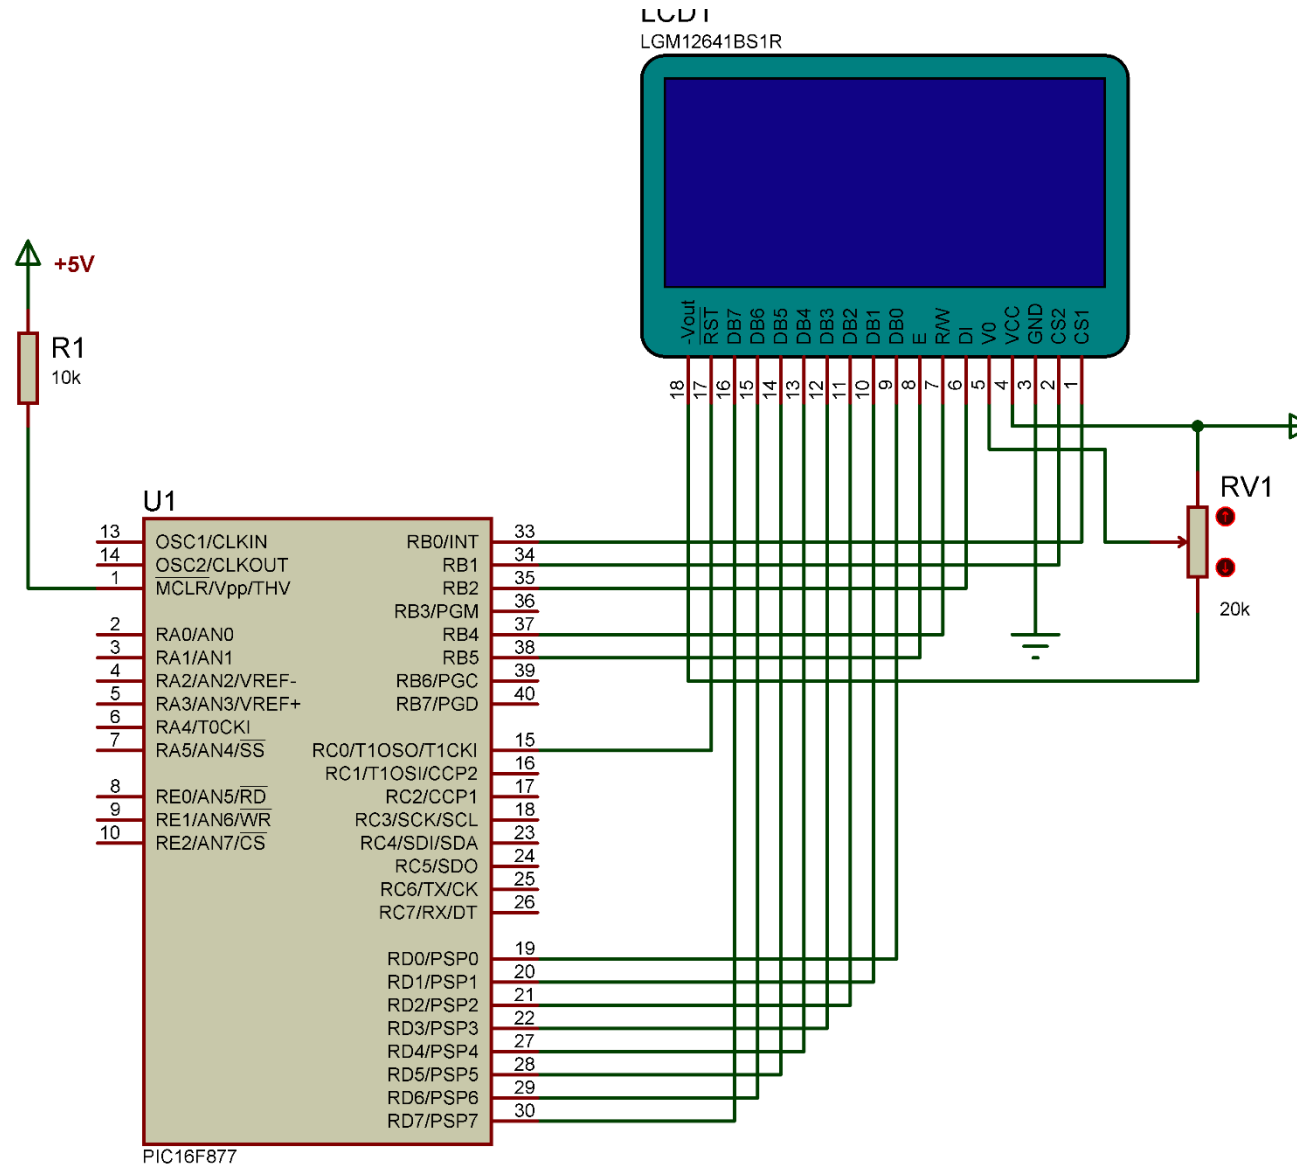 LCD1
LGM12641BS1R
-Vout
RST
DB7
DB6
DB5
DB4
DB3
DB2
DB1
DB0
E
R/W
DI
V0
VCC
GND
CS2
CS1
18
17
16
15
14
13
12
11
10
9
8
7
6
5
4
3
2
1
+5V
R1
10k
RV1
20k
U1
13 OSC1/CLKIN
14 OSC2/CLKOUT
1 MCLR/Vpp/THV
2 RA0/AN0
3 RA1/AN1
4 RA2/AN2/VREF-
5 RA3/AN3/VREF+
6 RA4/T0CKI
7 RA5/AN4/SS
8 RE0/AN5/RD
9 RE1/AN6/WR
10 RE2/AN7/CS
RB0/INT 33
RB1 34
RB2 35
RB3/PGM 36
RB4 37
RB5 38
RB6/PGC 39
RB7/PGD 40
RC0/T1OSO/T1CKI 15
RC1/T1OSI/CCP2 16
RC2/CCP1 17
RC3/SCK/SCL 18
RC4/SDI/SDA 23
RC5/SDO 24
RC6/TX/CK 25
RC7/RX/DT 26
RD0/PSP0 19
RD1/PSP1 20
RD2/PSP2 21
RD3/PSP3 22
RD4/PSP4 27
RD5/PSP5 28
RD6/PSP6 29
RD7/PSP7 30
PIC16F877